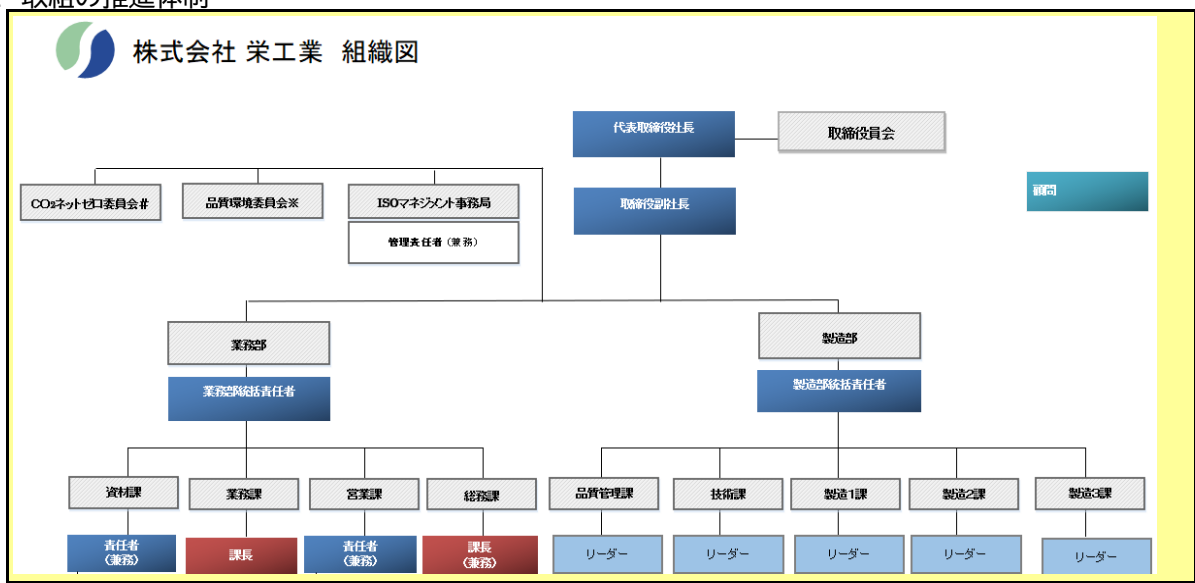 取組の推進体制
株式会社 栄工業 組織図
代表取締役社長
取締役員会
CO₂ネットゼロ委員会#
品質環境委員会※
ISOマネジメント事務局
取締役副社長
顧問
管理責任者(兼務)
業務部
製造部
業務部統括責任者
製造部統括責任者
資材課
業務課
営業課
総務課
品質管理課
技術課
製造1課
製造2課
製造3課
責任者
(兼務)
課長
責任者
(兼務)
課長
(兼務)
リーダー
リーダー
リーダー
リーダー
リーダー